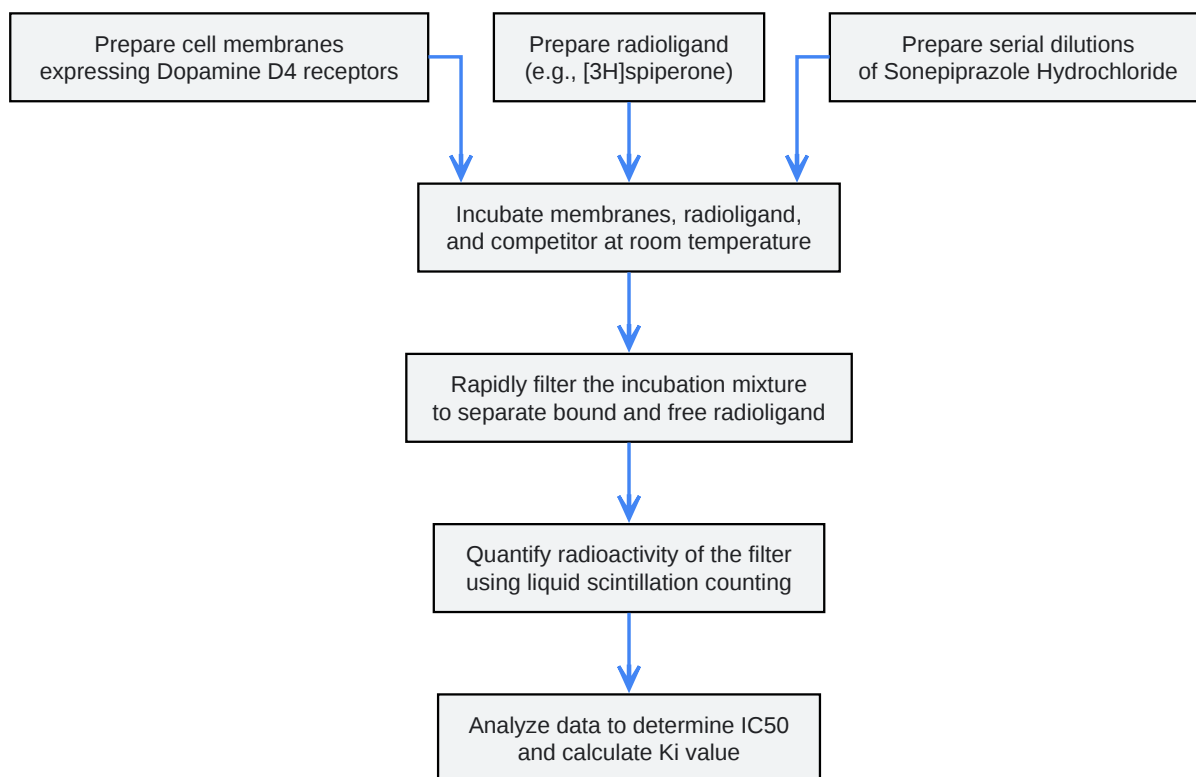 Prepare cell membranes
expressing Dopamine D4 receptors
Prepare radioligand
(e.g., [3H]spiperone)
Prepare serial dilutions
of Sonepiprazole Hydrochloride
Incubate membranes, radioligand,
and competitor at room temperature
Rapidly filter the incubation mixture
to separate bound and free radioligand
Quantify radioactivity of the filter
using liquid scintillation counting
Analyze data to determine IC50
and calculate Ki value